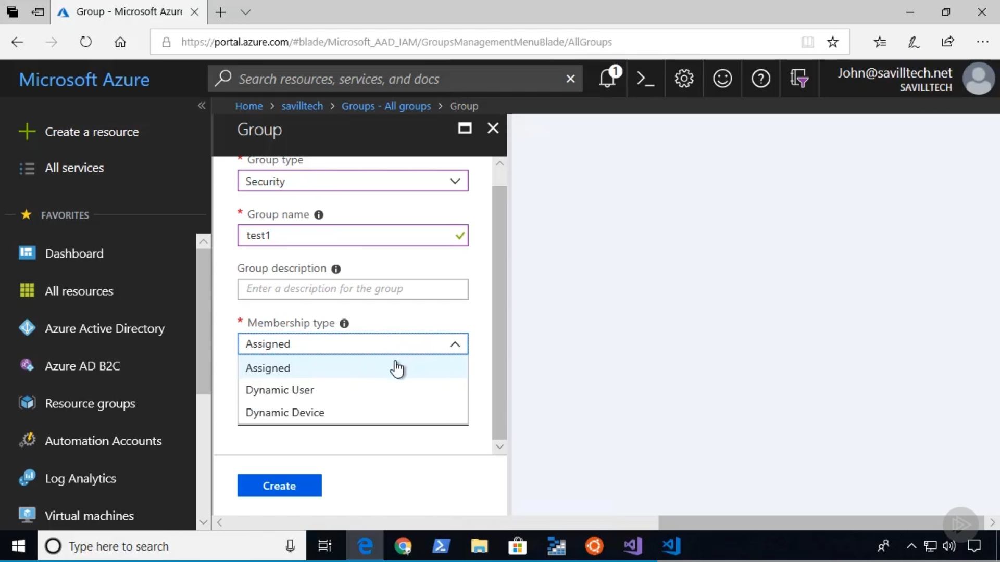 Group - Microsoft Azure
https://portal.azure.com/#blade/Microsoft_AAD_IAM/GroupsManagementMenuBlade/AllGroups
Microsoft Azure
Search resources, services, and docs
1
John@savilltech.net
SAVILLTECH
Home > savilltech > Groups - All groups > Group
Group
Create a resource
All services
FAVORITES
Dashboard
All resources
Azure Active Directory
Azure AD B2C
Resource groups
Automation Accounts
Log Analytics
Virtual machines
* Group type
Security
* Group name
test1
Group description
Enter a description for the group
* Membership type
Assigned
Assigned
Dynamic User
Dynamic Device
Create
Type here to search